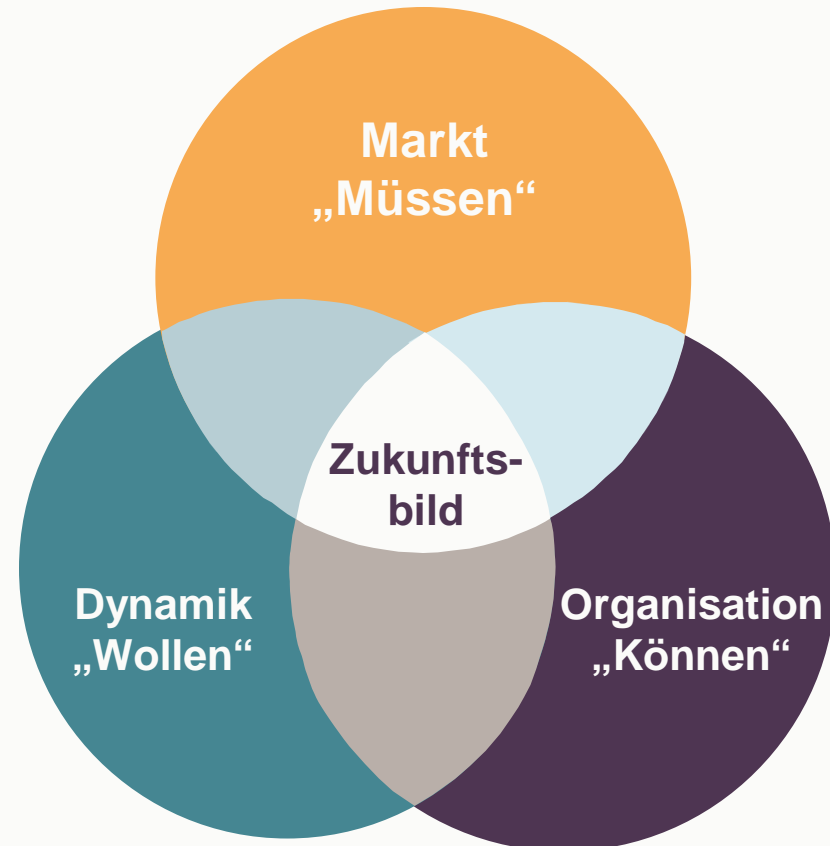 Markt
„Müssen“
Zukunfts-
bild
Dynamik
„Wollen“
Organisation
„Können“